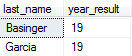 last_name year_result
Basinger 19
Garcia 19